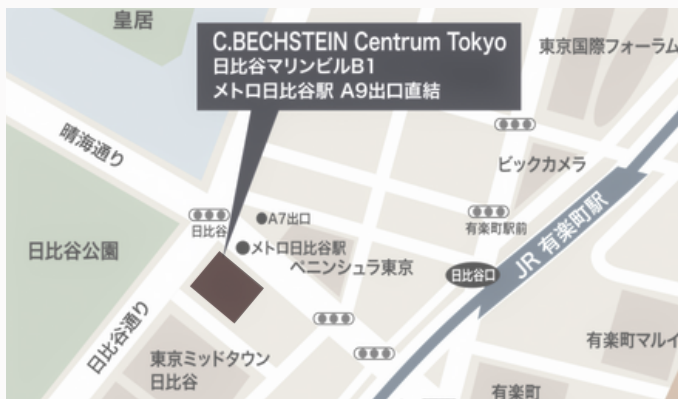 皇居
C.BECHSTEIN Centrum Tokyo
日比谷マリンビルB1
メトロ日比谷駅 A9出口直結
東京国際フォーラム
晴海通り
ビックカメラ
日比谷
●A7出口
有楽町駅前
JR 有楽町駅
日比谷公園
●メトロ日比谷駅
ペニンシュラ東京
日比谷口
日比谷通り
東京ミッドタウン
日比谷
有楽町マルイ
有楽町